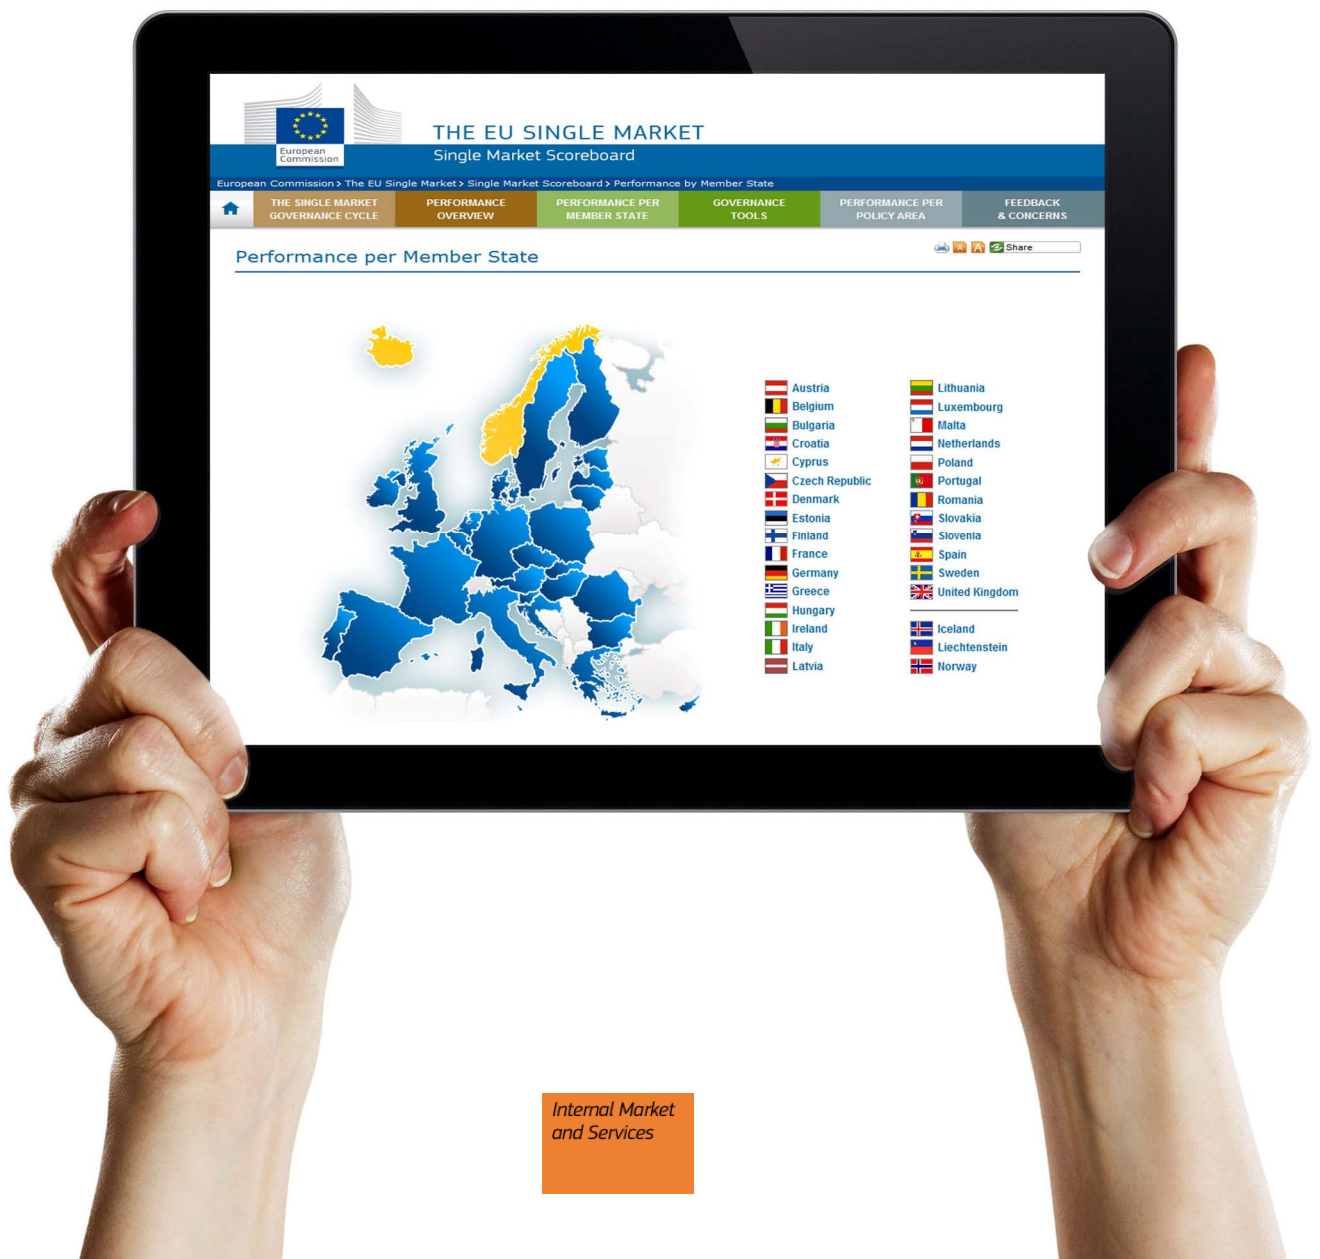 THE EU SINGLE MARKET
European
Commission
Single Market Scoreboard
European Commission > The EU Single Market > Single Market Scoreboard > Performance by Member State
THE SINGLE MARKET
GOVERNANCE CYCLE
PERFORMANCE
OVERVIEW
PERFORMANCE PER
MEMBER STATE
GOVERNANCE
TOOLS
PERFORMANCE PER
POLICY AREA
FEEDBACK
& CONCERNS
Performance per Member State
A
A
Share
Austria
Belgium
Bulgaria
Croatia
Cyprus
Czech Republic
Denmark
Estonia
Finland
France
Germany
Greece
Hungary
Ireland
Italy
Latvia
Lithuania
Luxembourg
Malta
Netherlands
Poland
Portugal
Romania
Slovakia
Slovenia
Spain
Sweden
United Kingdom
Iceland
Liechtenstein
Norway
Internal Market
and Services